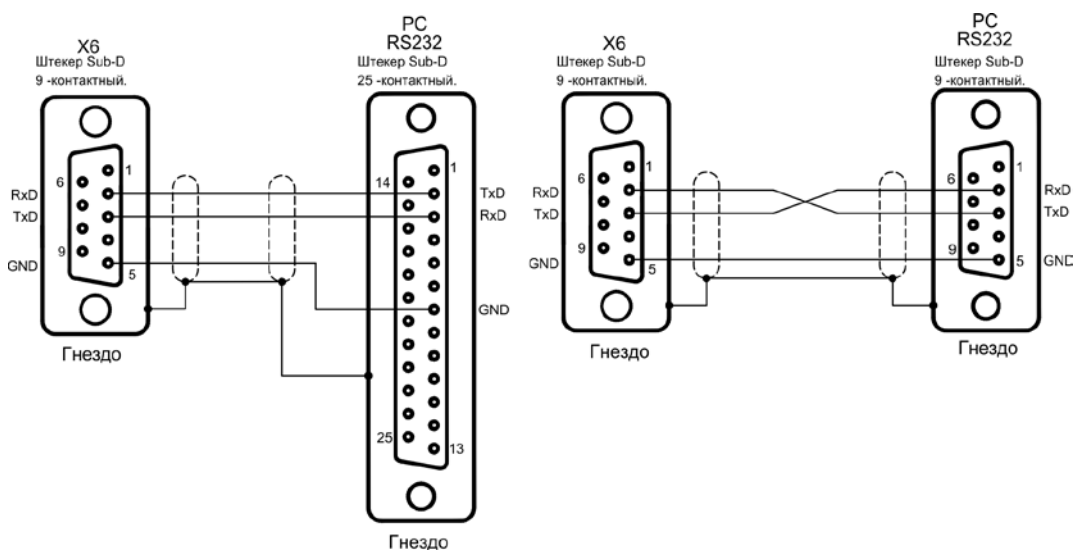 X6
Штекер Sub-D
9 -контактный.
1
6
RxD
TxD
9
GND
5
Гнездо
PC
RS232
Штекер Sub-D
25 -контактный.
1
14
TxD
RxD
GND
25
13
Гнездо
X6
Штекер Sub-D
9 -контактный.
1
6
RxD
TxD
9
GND
5
Гнездо
PC
RS232
Штекер Sub-D
9 -контактный.
1
6
RxD
TxD
9
5
GND
Гнездо